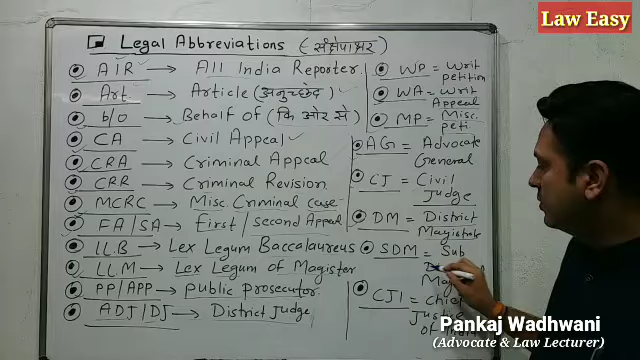 Law Easy
Legal Abbreviations (संक्षेपाक्षर)
AIR → All India Reporter
Art → Article (अनुच्छेद)
b/o → Behalf of (कि ओर से)
CA → Civil Appeal
CRA → Criminal Appeal
CRR → Criminal Revision
MCRC → Misc. Criminal case
FA/SA → First/second Appeal
LL.B → Lex Legum Baccalaureus
LLM → Lex Legum of Magister
PP/APP → public prosecutor
ADJ/DJ → District Judge
WP = Writ
petition
WA = Writ
Appeal
MP = Misc.
peti
AG = Advocate
General
CJ = Civil
Judge
DM = District
Magistrate
SDM = Sub
CJI = Chief
Justice
of
Pankaj Wadhwani
(Advocate & Law Lecturer)